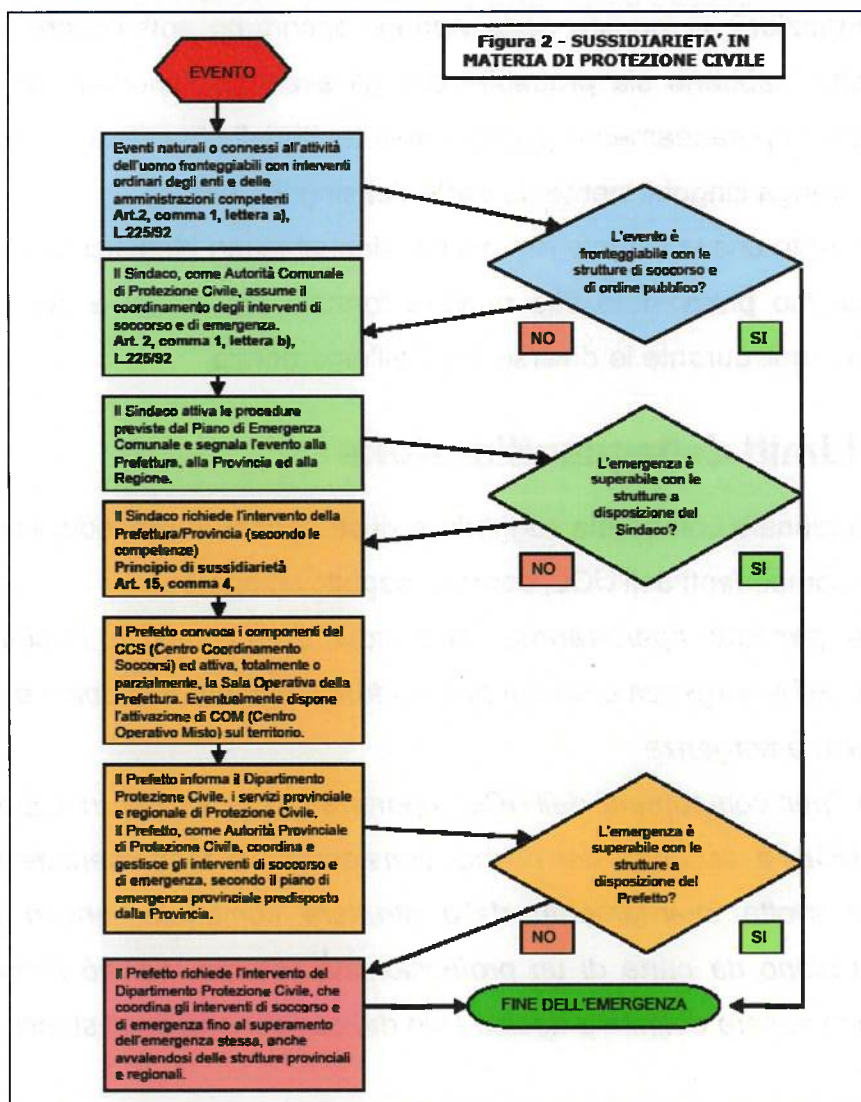 Figura 2 - SUSSIDIARIETA' IN
MATERIA DI PROTEZIONE CIVILE
EVENTO
Eventi naturali o connessi all'attività
dell'uomo fronteggiabili con interventi
ordinari degli enti e delle
amministrazioni competenti
Art.2, comma 1, lettera a),
L.225/92
L'evento è
fronteggiabile con le
strutture di soccorso e
di ordine pubblico?
NO
SI
Il Sindaco, come Autorità Comunale
di Protezione Civile, assume il
coordinamento degli interventi di
soccorso e di emergenza.
Art. 2, comma 1, lettera b),
L.225/92
Il Sindaco attiva le procedure
previste dal Piano di Emergenza
Comunale e segnala l'evento alla
Prefettura, alla Provincia ed alla
Regione.
L'emergenza è
superabile con le
strutture a
disposizione del
Sindaco?
NO
SI
Il Sindaco richiede l'intervento della
Prefettura/Provincia (secondo le
competenze)
Principio di sussidiarietà
Art. 15, comma 4,
Il Prefetto convoca i componenti del
CCS (Centro Coordinamento
Soccorsi) ed attiva, totalmente o
parzialmente, la Sala Operativa della
Prefettura. Eventualmente dispone
l'attivazione di COM (Centro
Operativo Misto) sul territorio.
Il Prefetto informa il Dipartimento
Protezione Civile, i servizi provinciale
e regionale di Protezione Civile.
Il Prefetto, come Autorità Provinciale
di Protezione Civile, coordina e
gestisce gli interventi di soccorso e
di emergenza, secondo il piano di
emergenza provinciale predisposto
dalla Provincia.
L'emergenza è
superabile con le
strutture a
disposizione del
Prefetto?
NO
SI
Il Prefetto richiede l'intervento del
Dipartimento Protezione Civile, che
coordina gli interventi di soccorso e
di emergenza fino al superamento
dell'emergenza stessa, anche
avvalendosi delle strutture provinciali
e regionali.
FINE DELL'EMERGENZA